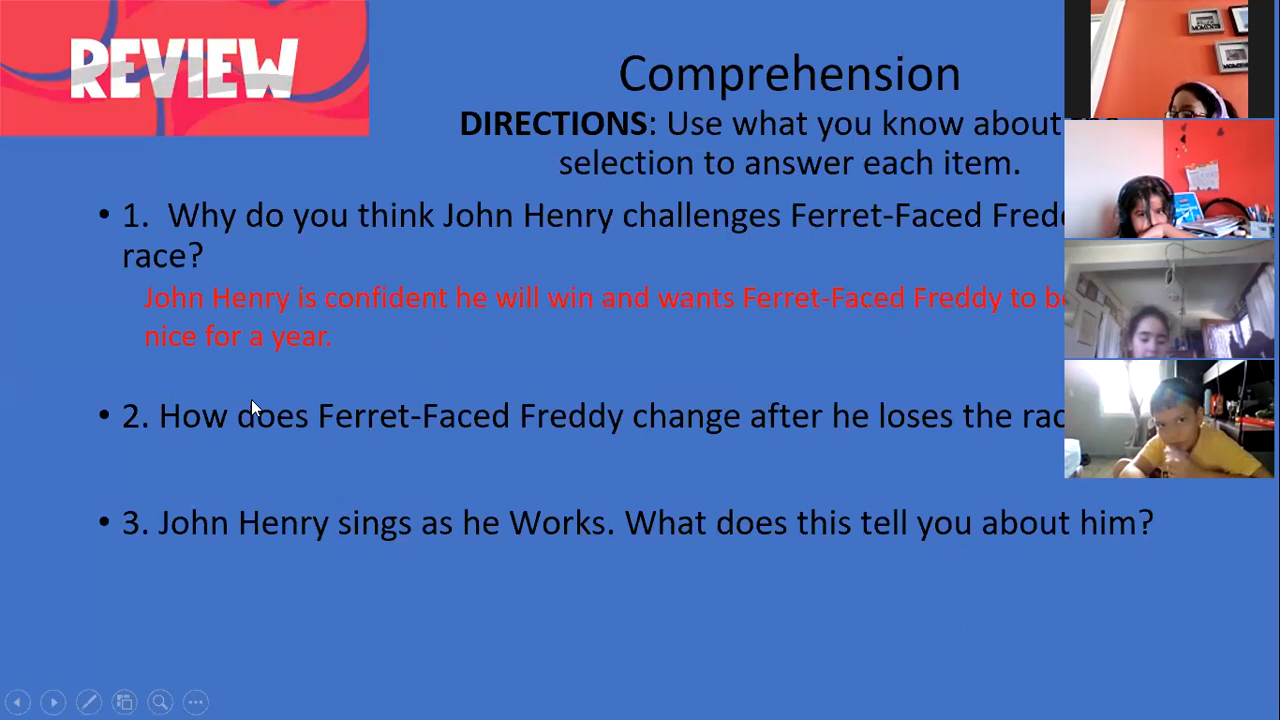 REVIEW
Comprehension
DIRECTIONS: Use what you know about
selection to answer each item.
• 1. Why do you think John Henry challenges Ferret-Faced
race?
John Henry is confident he will win and wants Ferret-Faced Freddy to
nice for a year.
• 2. How does Ferret-Faced Freddy change after he loses the
• 3. John Henry sings as he Works. What does this tell you about him?